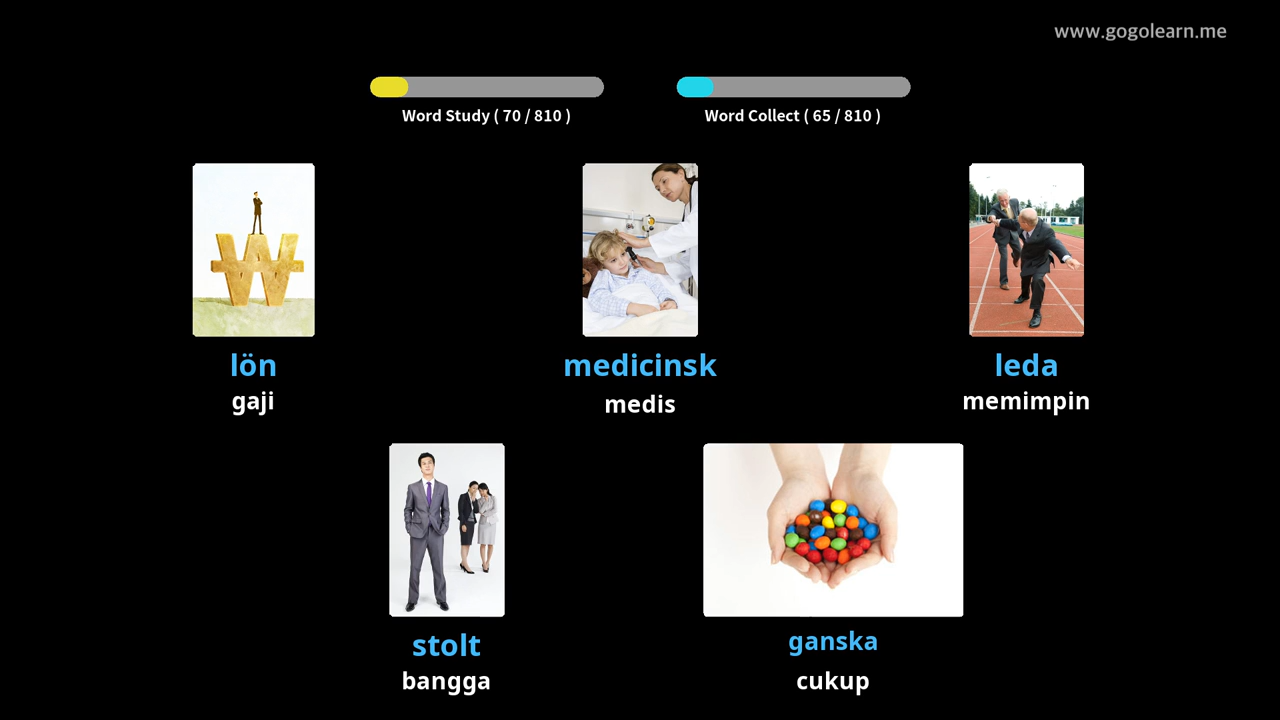 www.gogolearn.me
Word Study ( 70 / 810 )
Word Collect ( 65 / 810 )
lön
gaji
medicinsk
medis
leda
memimpin
stolt
bangga
ganska
cukup